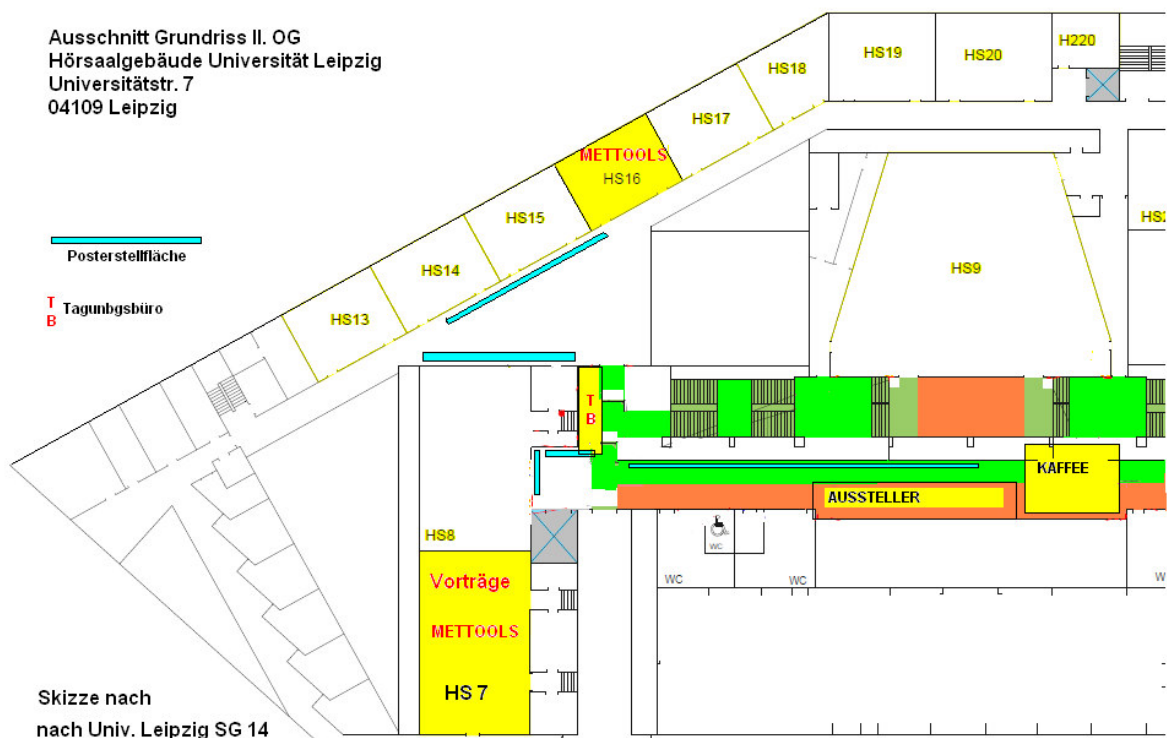 Ausschnitt Grundriss II. OG
Hörsaalgebäude Universität Leipzig
Universitätstr. 7
04109 Leipzig
HS19
HS20
H220
HS18
HS17
METTOOLS
HS16
HS15
HS14
HS13
HS2
HS9
Posterstellfläche
T
B
Tagunbgsbüro
T
B
KAFFEE
AUSSTELLER
HS8
WC
WC
WC
W
Vorträge
METTOOLS
HS 7
Skizze nach
nach Univ. Leipzig SG 14